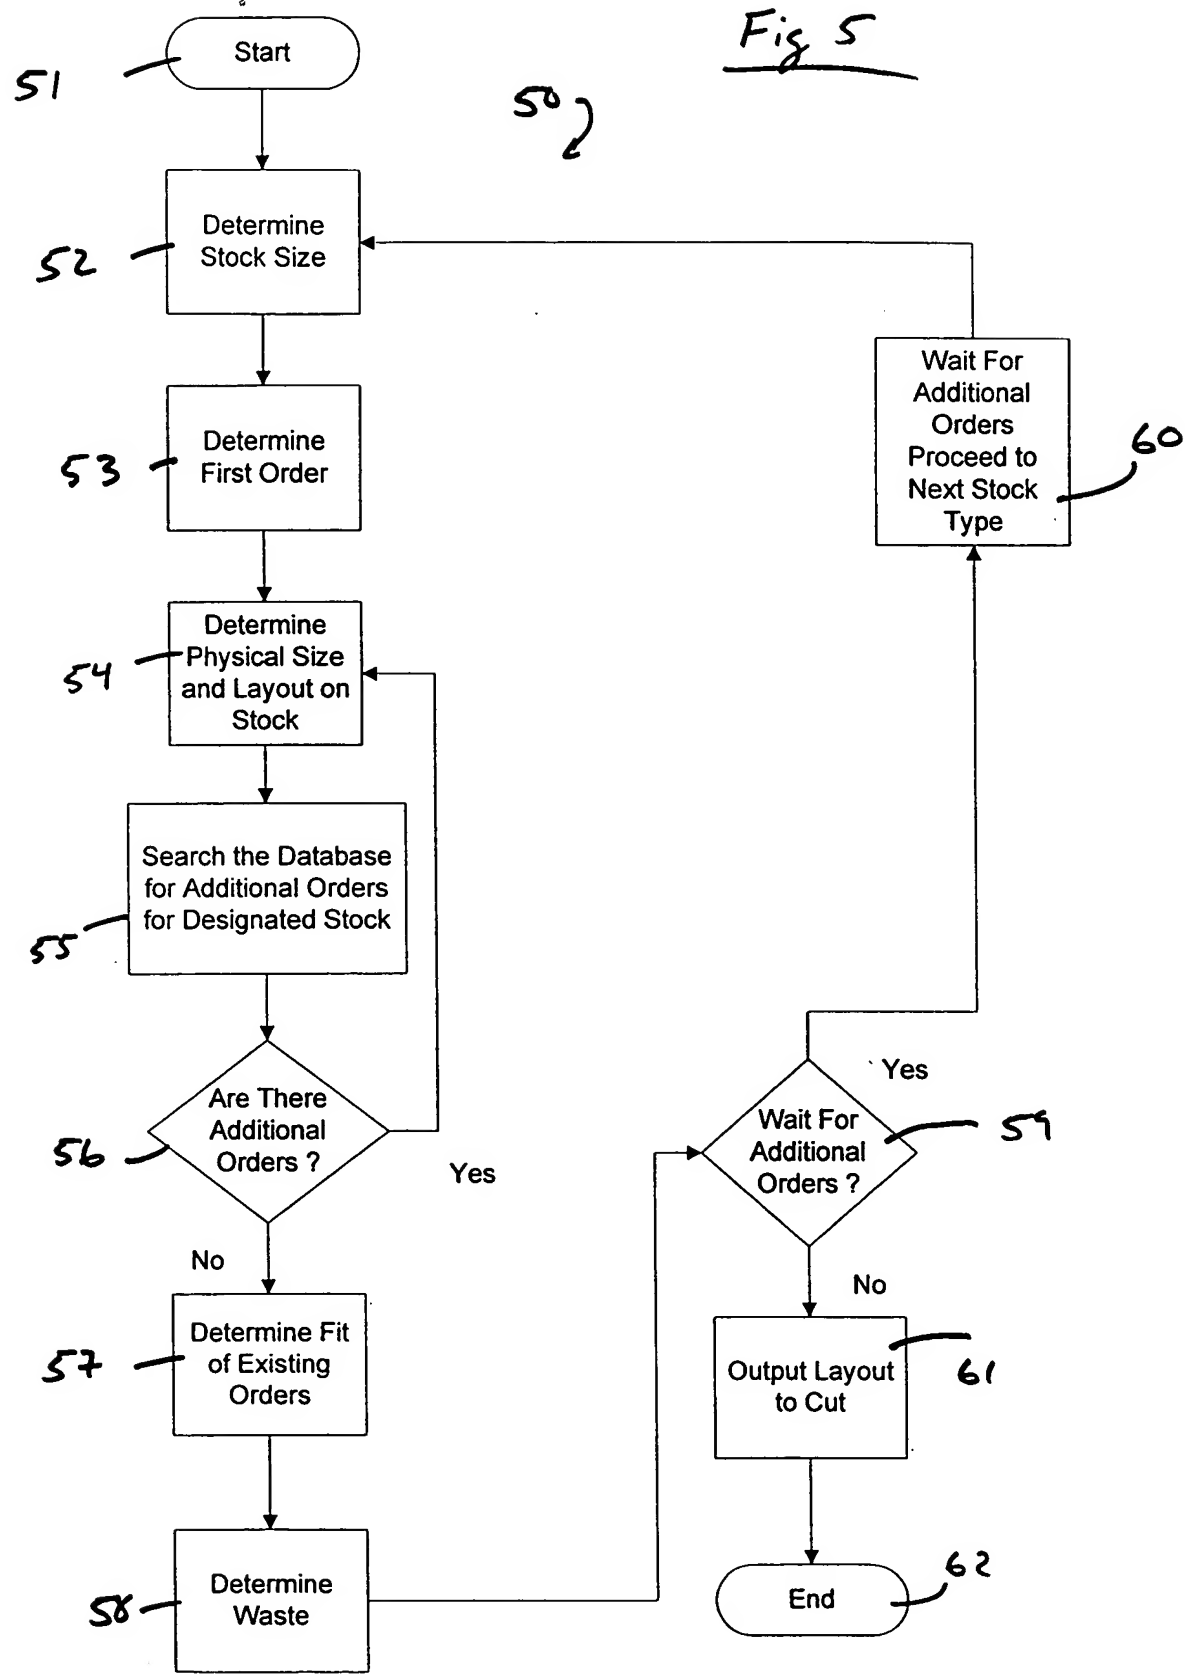 Fig 5
51
Start
50
52
Determine
Stock Size
53
Determine
First Order
54
Determine
Physical Size
and Layout on
Stock
55
Search the Database
for Additional Orders
for Designated Stock
56
Are There
Additional
Orders ?
Yes
No
57
Determine Fit
of Existing
Orders
58
Determine
Waste
Wait For
Additional
Orders
Proceed to
Next Stock
Type
60
Yes
Wait For
Additional
Orders ?
59
No
Output Layout
to Cut
61
End
62